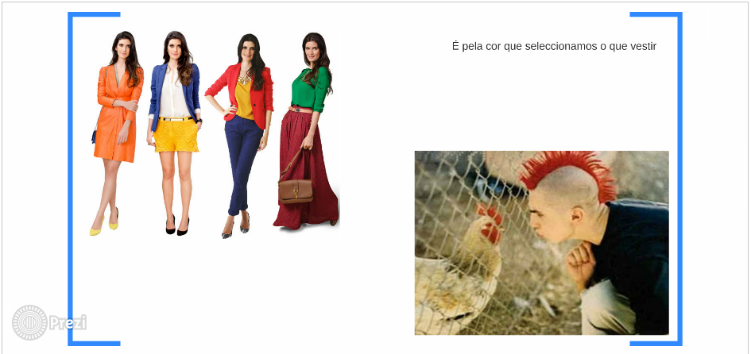 É pela cor que seleccionamos o que vestir
Prezi